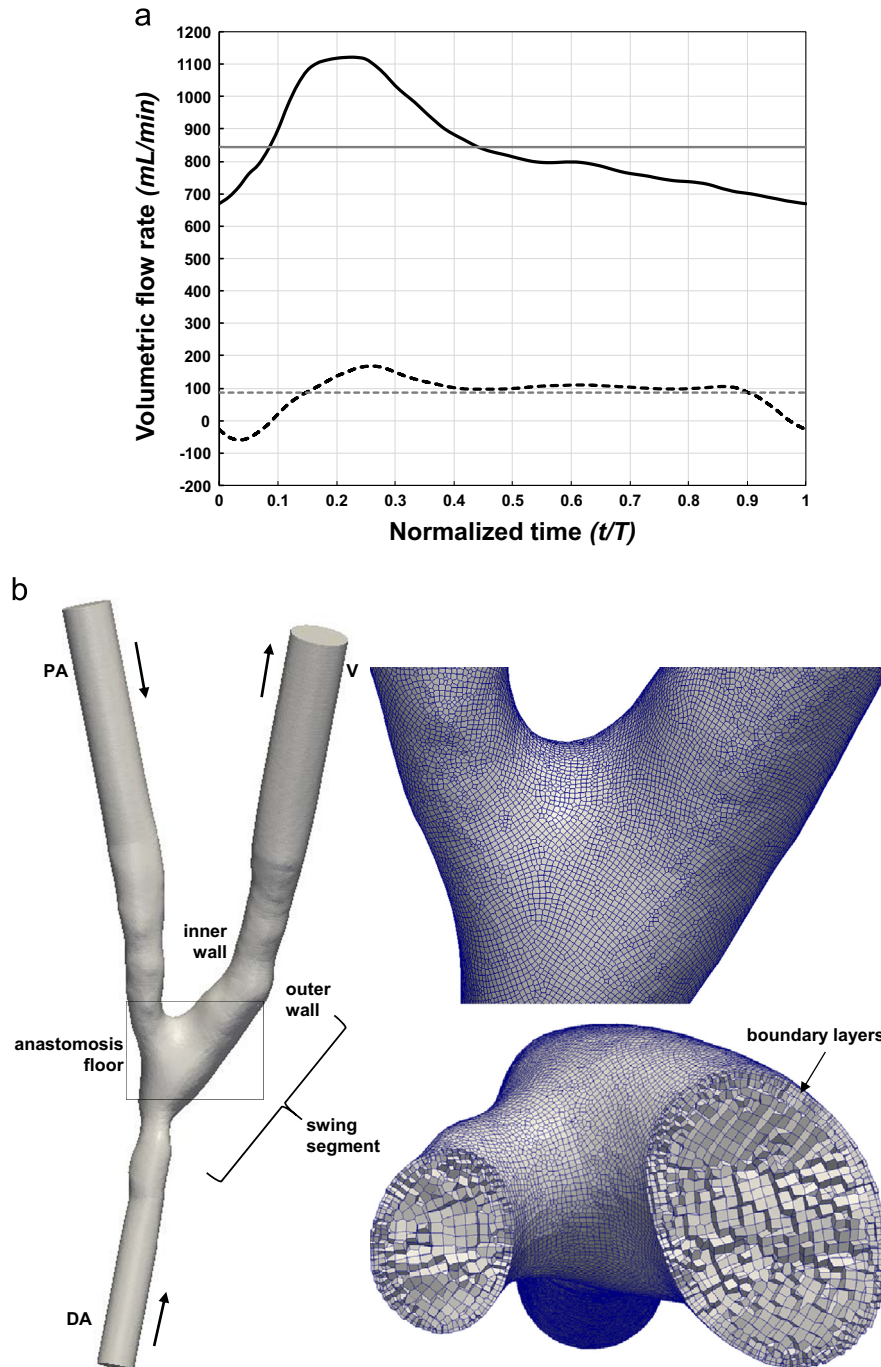 a
Volumetric flow rate (mL/min)
1200
1100
1000
900
800
700
600
500
400
300
200
100
0
-100
-200
0 0.1 0.2 0.3 0.4 0.5 0.6 0.7 0.8 0.9 1
Normalized time (t/T)
b
PA
V
inner
wall
outer
wall
anastomosis
floor
swing
segment
DA
boundary layers